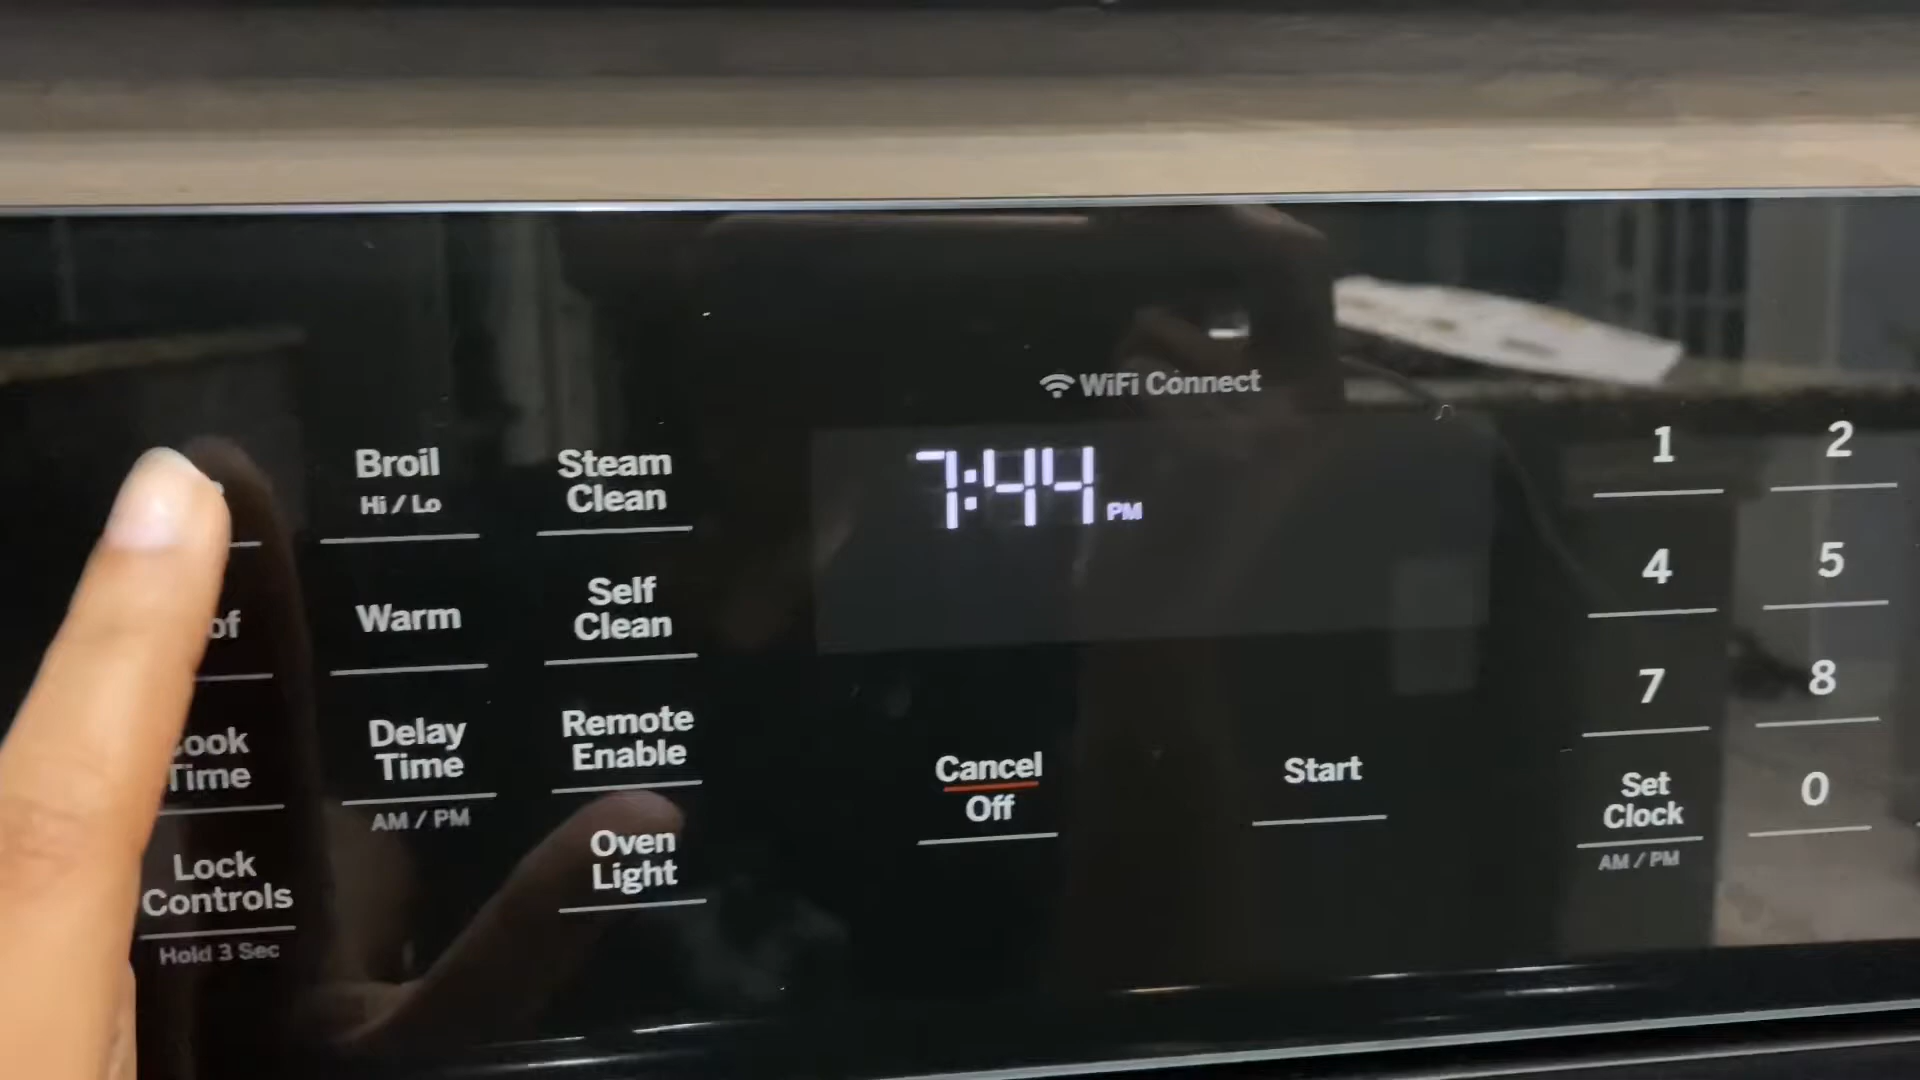 WiFi Connect
Broil
Hi / Lo
Steam
Clean
7:44 PM
1
2
Warm
Self
Clean
4
5
Time
Delay
Time
AM / PM
Remote
Enable
Cancel
Off
Start
7
8
Lock
Controls
Hold 3 Sec
Oven
Light
Set
Clock
AM / PM
0